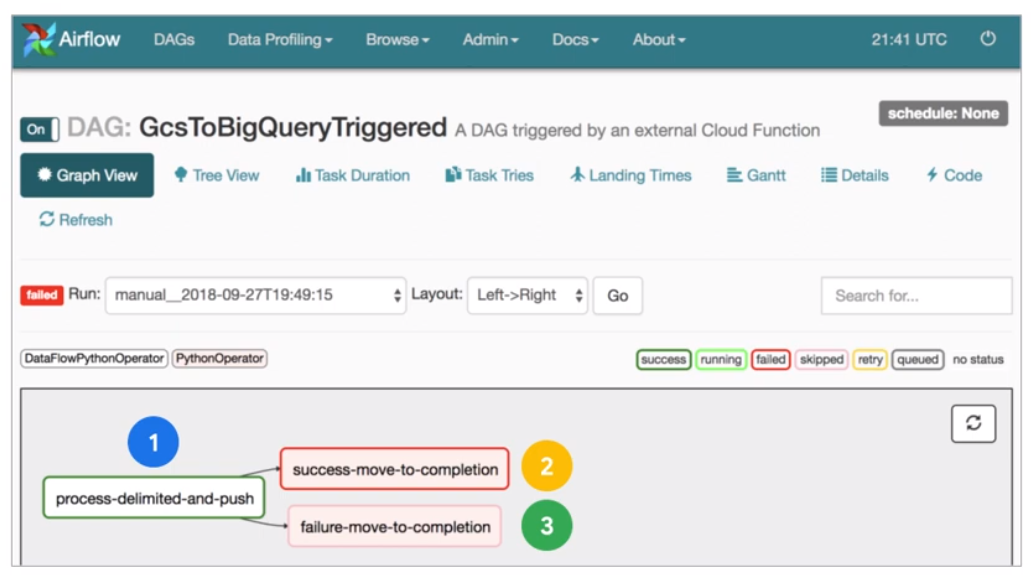 Airflow DAGs Data Profiling Browse Admin Docs About 21:41 UTC
schedule: None
On DAG: GcsToBigQueryTriggered A DAG triggered by an external Cloud Function
Graph View Tree View Task Duration Task Tries Landing Times Gantt Details Code
Refresh
failed Run: manual__2018-09-27T19:49:15 Layout: Left->Right Go Search for...
DataFlowPythonOperator PythonOperator success running failed skipped retry queued no status
1
success-move-to-completion 2
process-delimited-and-push
failure-move-to-completion 3